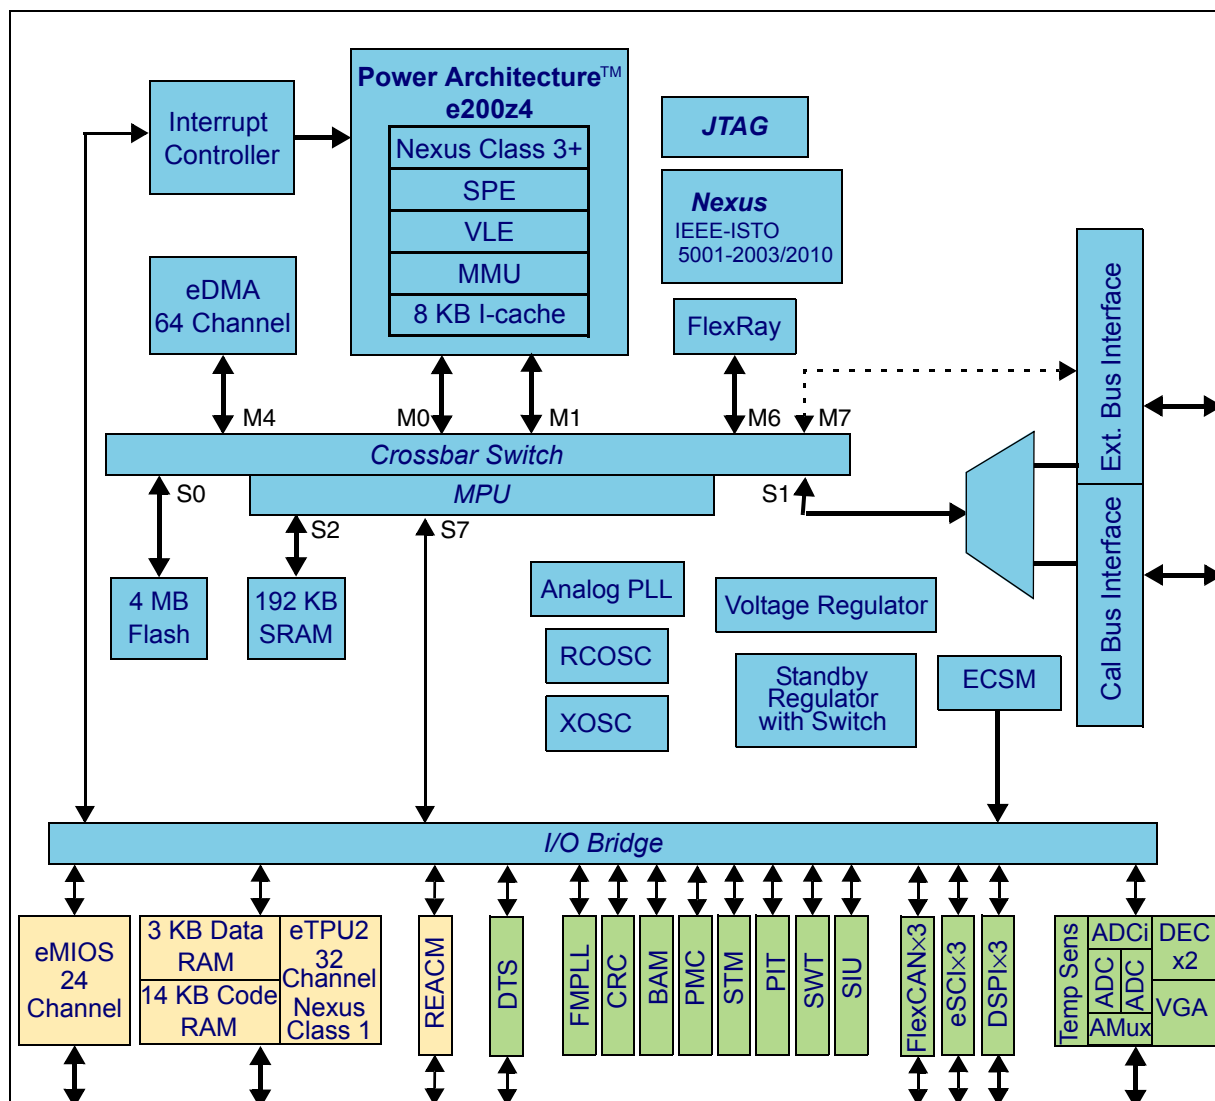 Power Architecture™
e200z4
Nexus Class 3+
SPE
VLE
MMU
8 KB I-cache
Interrupt
Controller
JTAG
Nexus
IEEE-ISTO
5001-2003/2010
eDMA
64 Channel
FlexRay
Ext. Bus Interface
Cal Bus Interface
M4
M0
M1
M6
M7
Crossbar Switch
MPU
S0
S2
S7
S1
4 MB
Flash
192 KB
SRAM
Analog PLL
RCOSC
XOSC
Voltage Regulator
Standby
Regulator
with Switch
ECSM
I/O Bridge
eMIOS
24
Channel
3 KB Data
RAM
14 KB Code
RAM
eTPU2
32
Channel
Nexus
Class 1
REACM
DTS
FMPLL
CRC
BAM
PMC
STM
PIT
SWT
SIU
FlexCAN×3
eSCI×3
DSPI×3
Temp Sens
ADCi
ADC
ADC
AMux
DEC
x2
VGA